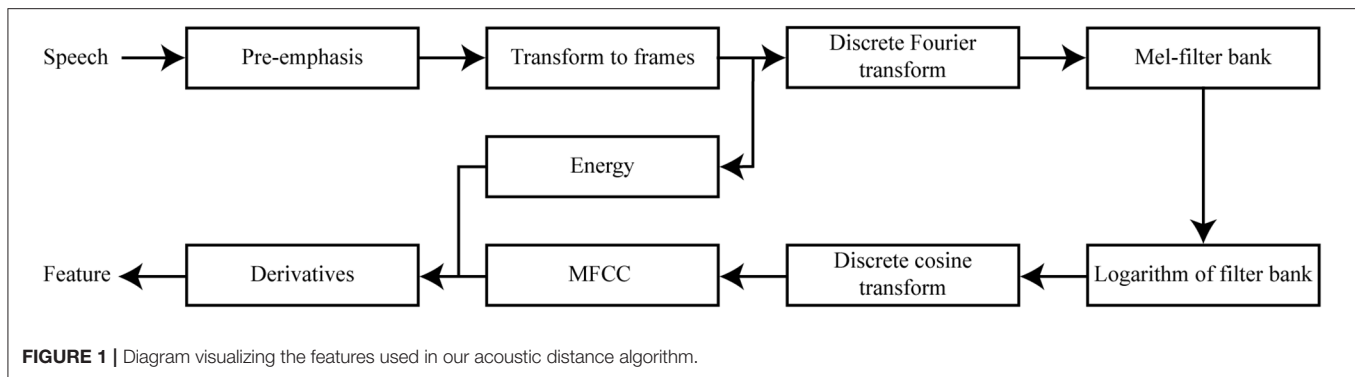 Speech
Pre-emphasis
Transform to frames
Discrete Fourier
transform
Mel-filter bank
Energy
Feature
Derivatives
MFCC
Discrete cosine
transform
Logarithm of filter bank
FIGURE 1 | Diagram visualizing the features used in our acoustic distance algorithm.